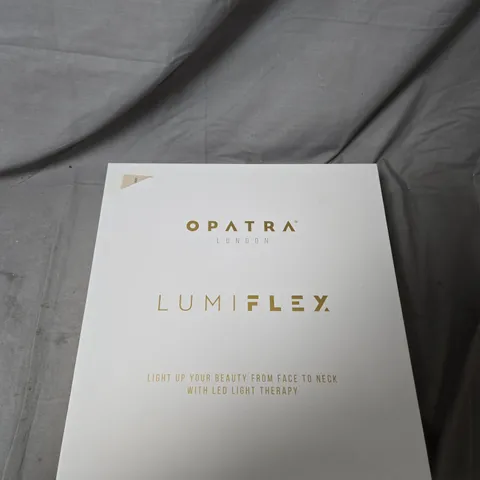 OPATRA
LONDON
LUMIFLEX
LIGHT UP YOUR BEAUTY FROM FACE TO NECK
WITH LED LIGHT THERAPY